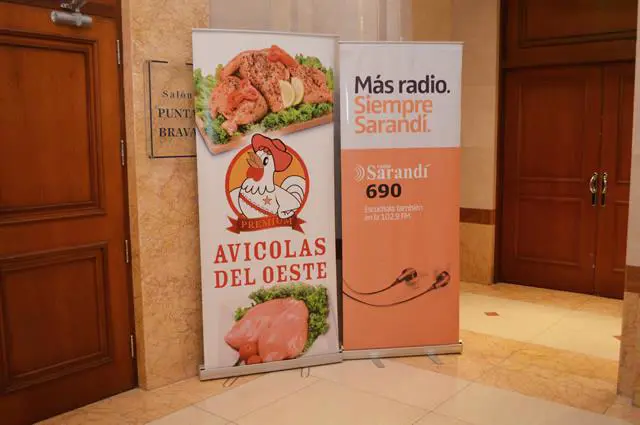 Salón
PUNTA
BRAVA
PREMIUM
AVICOLAS
DEL OESTE
Más radio.
Siempre
Sarandí.
Sarandí
690
Escuchala también
en la 102.9 FM.